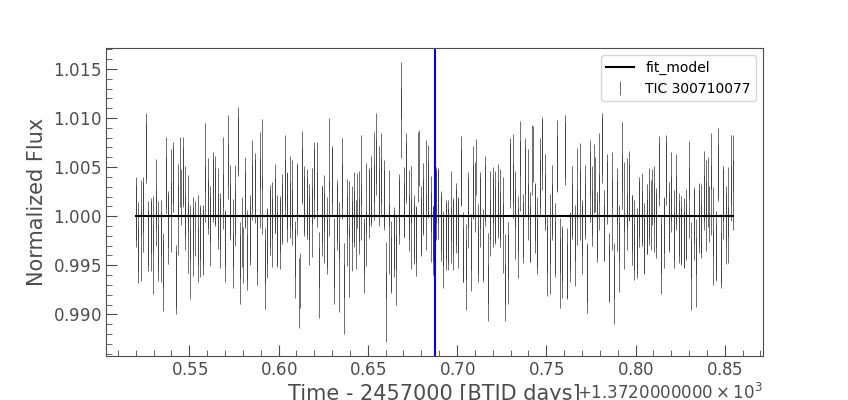 fit_model
TIC 300710077
1.015
1.010
1.005
1.000
0.995
0.990
Normalized Flux
0.55 0.60 0.65 0.70 0.75 0.80 0.85
Time - 2457000 [BTJD days]
+1.3720000000 × 10³